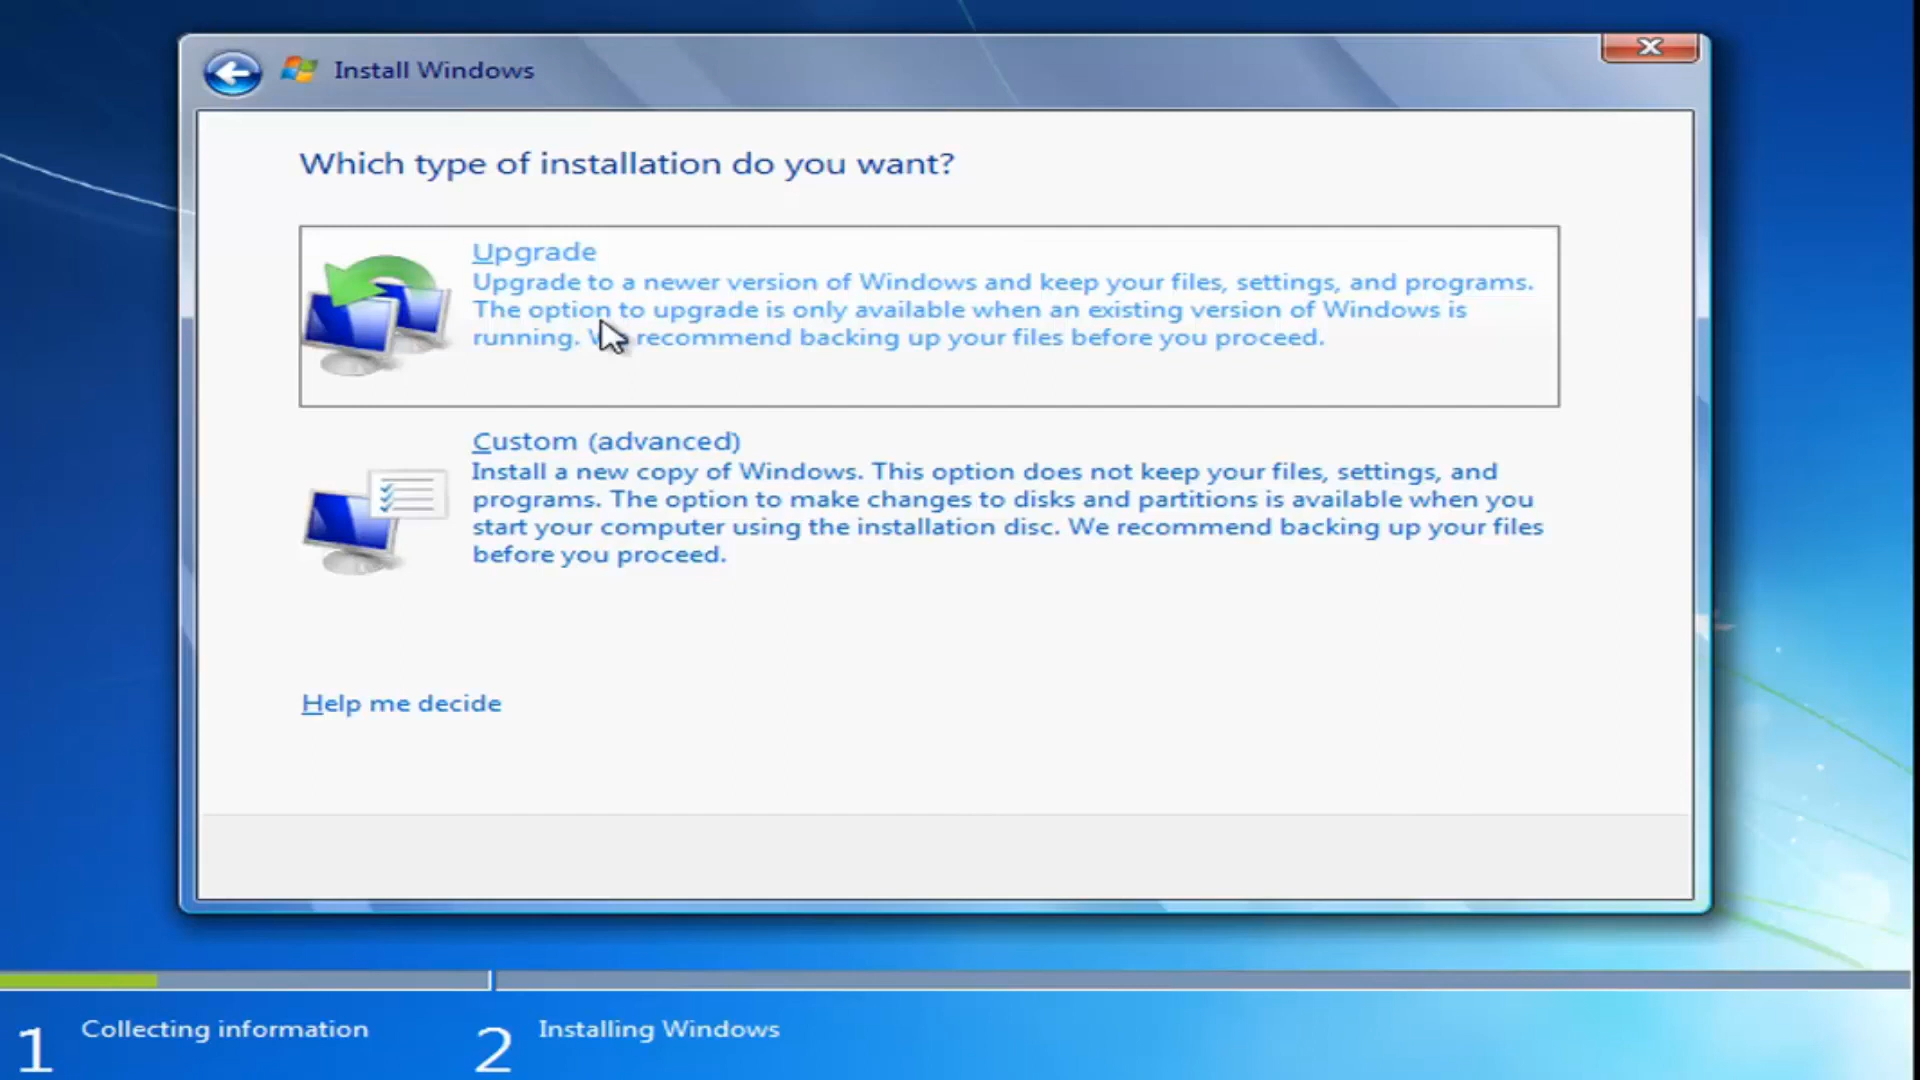 Install Windows
Which type of installation do you want?
Upgrade
Upgrade to a newer version of Windows and keep your files, settings, and programs.
The option to upgrade is only available when an existing version of Windows is
running. We recommend backing up your files before you proceed.
Custom (advanced)
Install a new copy of Windows. This option does not keep your files, settings, and
programs. The option to make changes to disks and partitions is available when you
start your computer using the installation disc. We recommend backing up your files
before you proceed.
Help me decide
1 Collecting information
2 Installing Windows